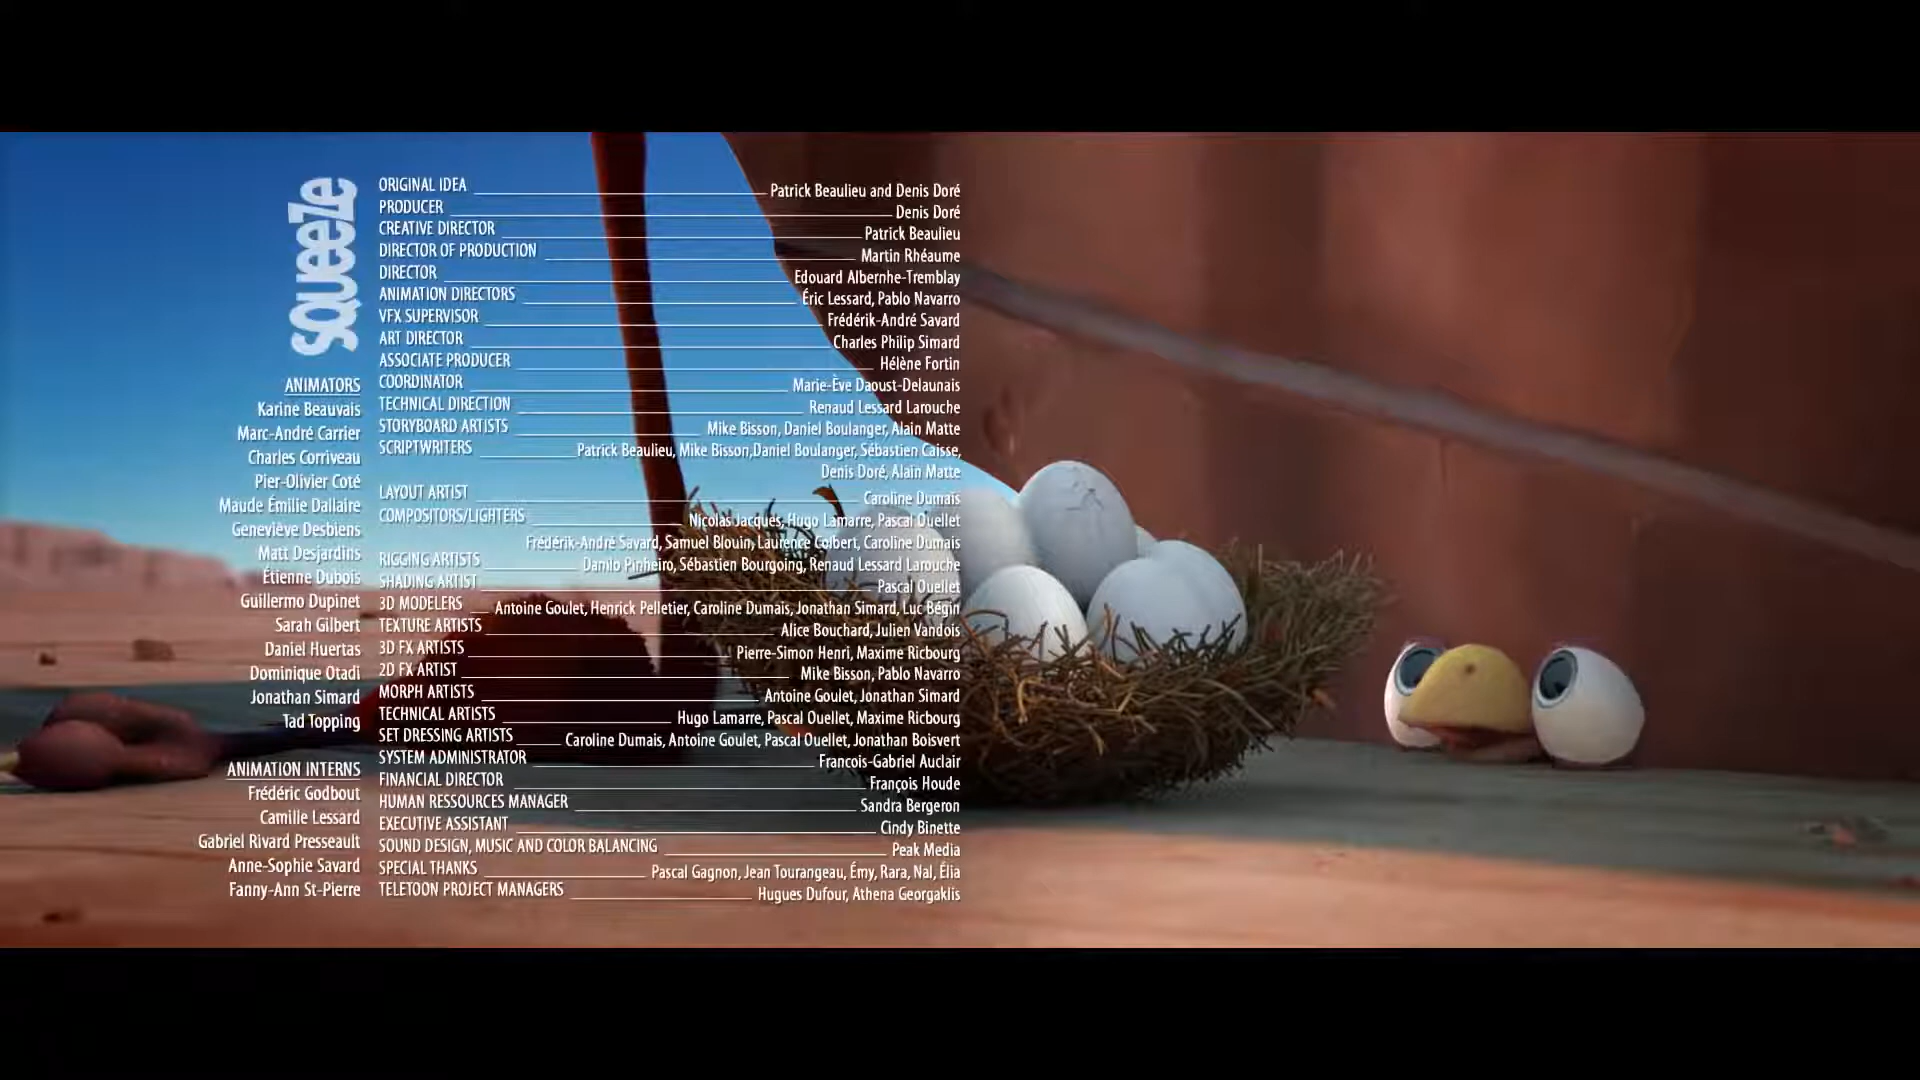 squeeze
ANIMATORS
Karine Beauvais
Marc-André Carrier
Charles Corriveau
Pier-Olivier Coté
Maude Émilie Dallaire
Geneviève Desbiens
Matt Desjardins
Étienne Dubois
Guillermo Dupinet
Sarah Gilbert
Daniel Huertas
Dominique Otadi
Jonathan Simard
Tad Topping
ANIMATION INTERNS
Frédéric Godbout
Camille Lessard
Gabriel Rivard Presseault
Anne-Sophie Savard
Fanny-Ann St-Pierre
ORIGINAL IDEA Patrick Beaulieu and Denis Doré
PRODUCER Denis Doré
CREATIVE DIRECTOR Patrick Beaulieu
DIRECTOR OF PRODUCTION Martin Rhéaume
DIRECTOR Edouard Albernhe-Tremblay
ANIMATION DIRECTORS Éric Lessard, Pablo Navarro
VFX SUPERVISOR Frédérik-André Savard
ART DIRECTOR Charles Philip Simard
ASSOCIATE PRODUCER Hélène Fortin
COORDINATOR Marie-Ève Daoust-Delaunais
TECHNICAL DIRECTION Renaud Lessard Larouche
STORYBOARD ARTISTS Mike Bisson, Daniel Boulanger, Alain Matte
SCRIPTWRITERS Patrick Beaulieu, Mike Bisson,Daniel Boulanger, Sébastien Caisse,
Denis Doré, Alain Matte
LAYOUT ARTIST Caroline Dumais
COMPOSITORS/LIGHTERS Nicolas Jacques, Hugo Lamarre, Pascal Ouellet
Frédérik-André Savard, Samuel Blouin, Laurence Colbert, Caroline Dumais
RIGGING ARTISTS Danilo Pinheiro, Sébastien Bourgoing, Renaud Lessard Larouche
SHADING ARTIST Pascal Ouellet
3D MODELERS Antoine Goulet, Henrick Pelletier, Caroline Dumais, Jonathan Simard, Luc Bégin
TEXTURE ARTISTS Alice Bouchard, Julien Vandois
3D FX ARTISTS Pierre-Simon Henri, Maxime Ricbourg
2D FX ARTIST Mike Bisson, Pablo Navarro
MORPH ARTISTS Antoine Goulet, Jonathan Simard
TECHNICAL ARTISTS Hugo Lamarre, Pascal Ouellet, Maxime Ricbourg
SET DRESSING ARTISTS Caroline Dumais, Antoine Goulet, Pascal Ouellet, Jonathan Boisvert
SYSTEM ADMINISTRATOR Francois-Gabriel Auclair
FINANCIAL DIRECTOR François Houde
HUMAN RESSOURCES MANAGER Sandra Bergeron
EXECUTIVE ASSISTANT Cindy Binette
SOUND DESIGN, MUSIC AND COLOR BALANCING Peak Media
SPECIAL THANKS Pascal Gagnon, Jean Tourangeau, Émy, Rara, Nal, Élia
TELETOON PROJECT MANAGERS Hugues Dufour, Athena Georgaklis